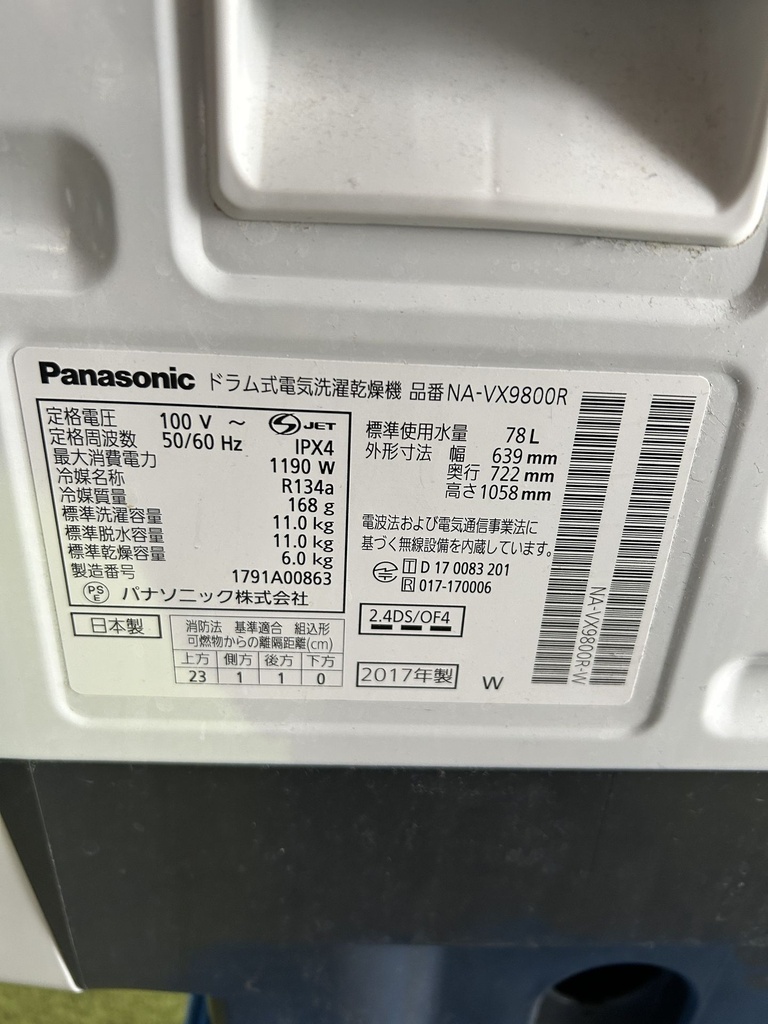 Panasonic ドラム式電気洗濯乾燥機 品番 NA-VX9800R
定格電圧 100 V ～ S JET
定格周波数 50/60 Hz IPX4
最大消費電力 1190 W
冷媒名称 R134a
冷媒質量 168 g
標準洗濯容量 11.0 kg
標準脱水容量 11.0 kg
標準乾燥容量 6.0 kg
製造番号 1791A00863
PSE パナソニック株式会社
標準使用水量 78 L
外形寸法 幅 639 mm
奥行 722 mm
高さ 1058 mm
電波法および電気通信事業法に
基づく無線設備を内蔵しています。
T D 17 0083 201
R 017-170006
日本製
消防法 基準適合 組込形
可燃物からの離隔距離(cm)
上方 側方 後方 下方
23 1 1 0
2.4DS/OF4
2017年製 W
NA-VX9800R-W